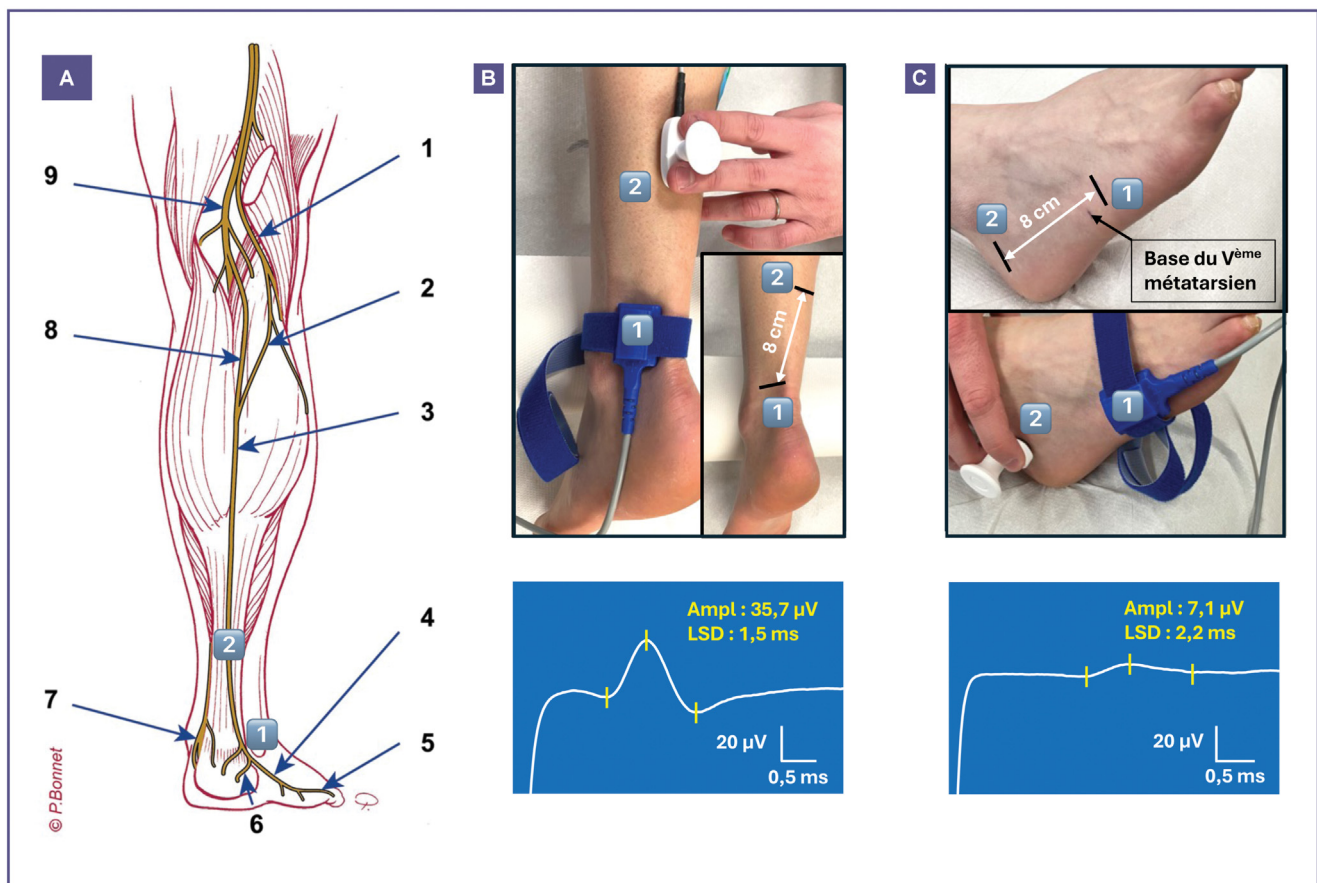 A
1
9
2
8
3
2
4
7
1
5
6
© P.Bonnet
B
2
1
2
8 cm
1
Ampl : 35,7 µV
LSD : 1,5 ms
20 µV
0,5 ms
C
1
2
8 cm
Base du Vème
métatarsien
1
2
Ampl : 7,1 µV
LSD : 2,2 ms
20 µV
0,5 ms